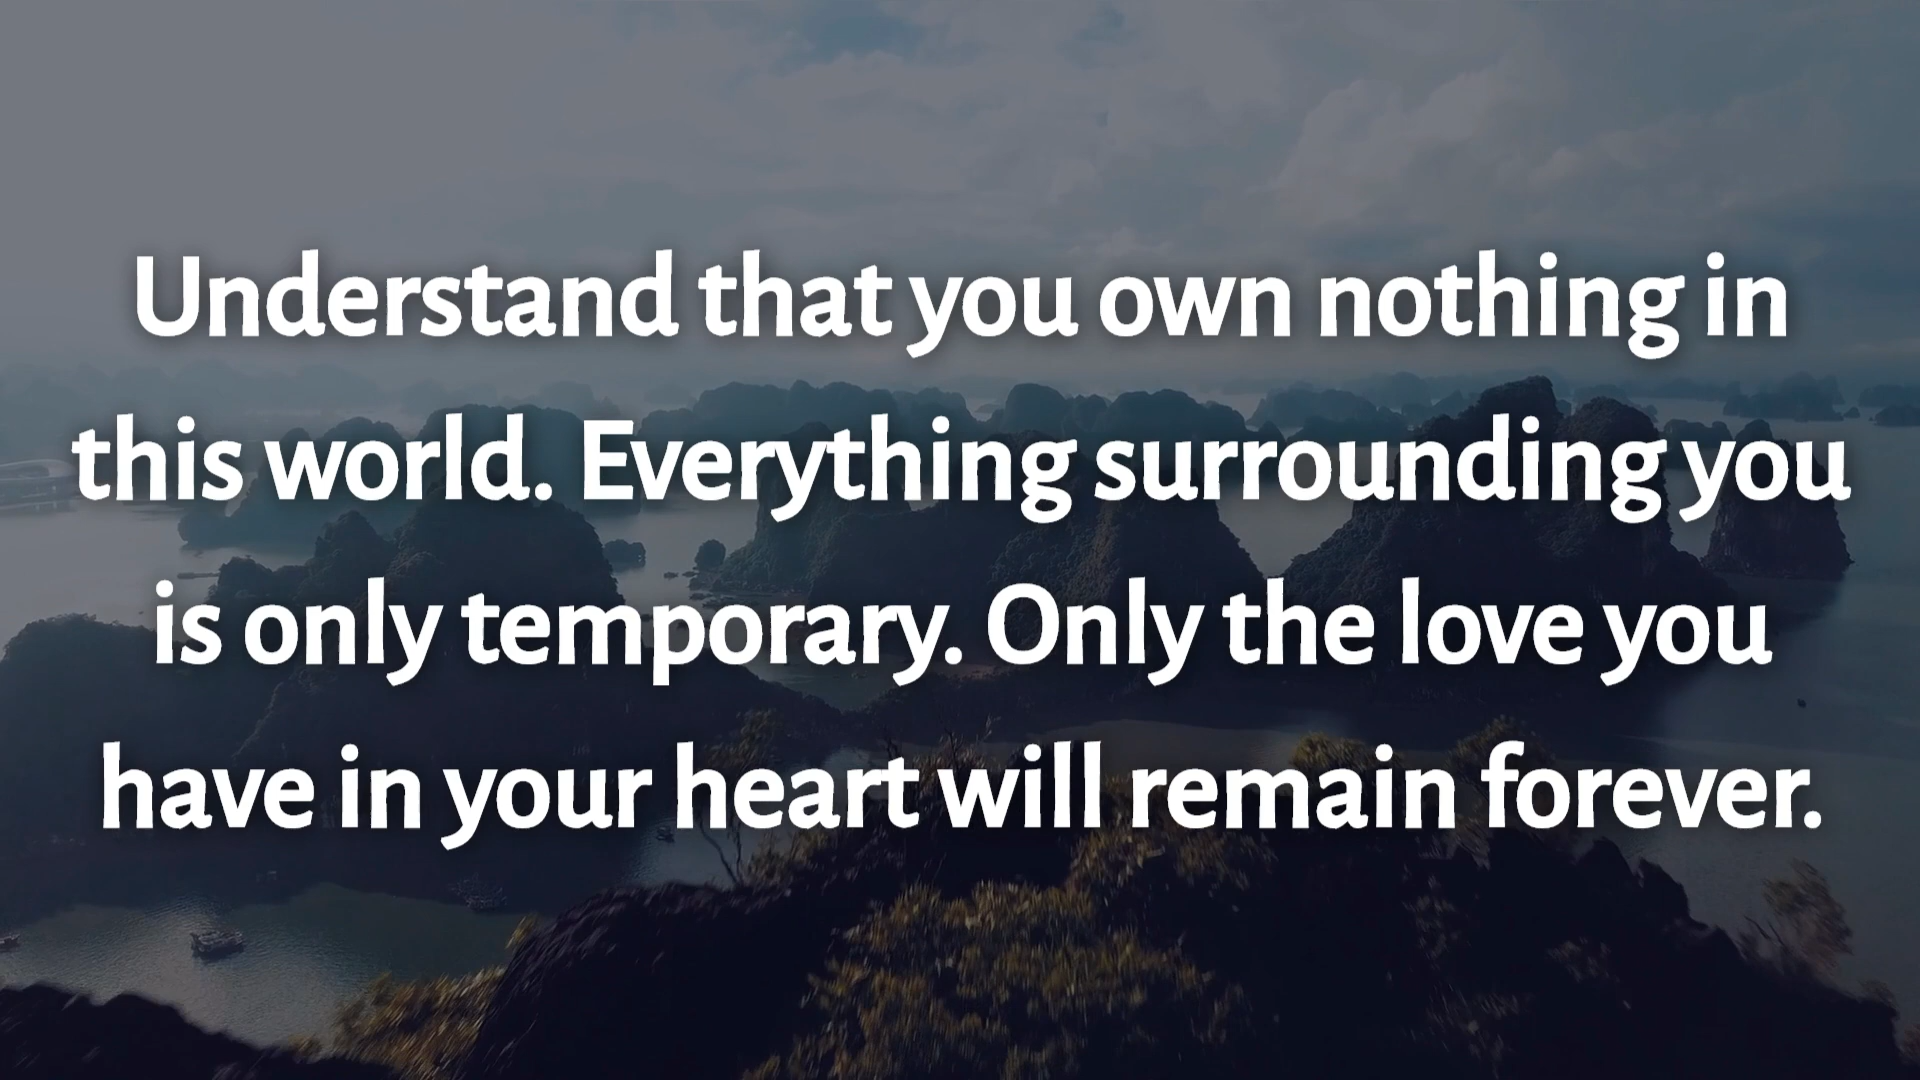 Understand that you own nothing in
this world. Everything surrounding you
is only temporary. Only the love you
have in your heart will remain forever.